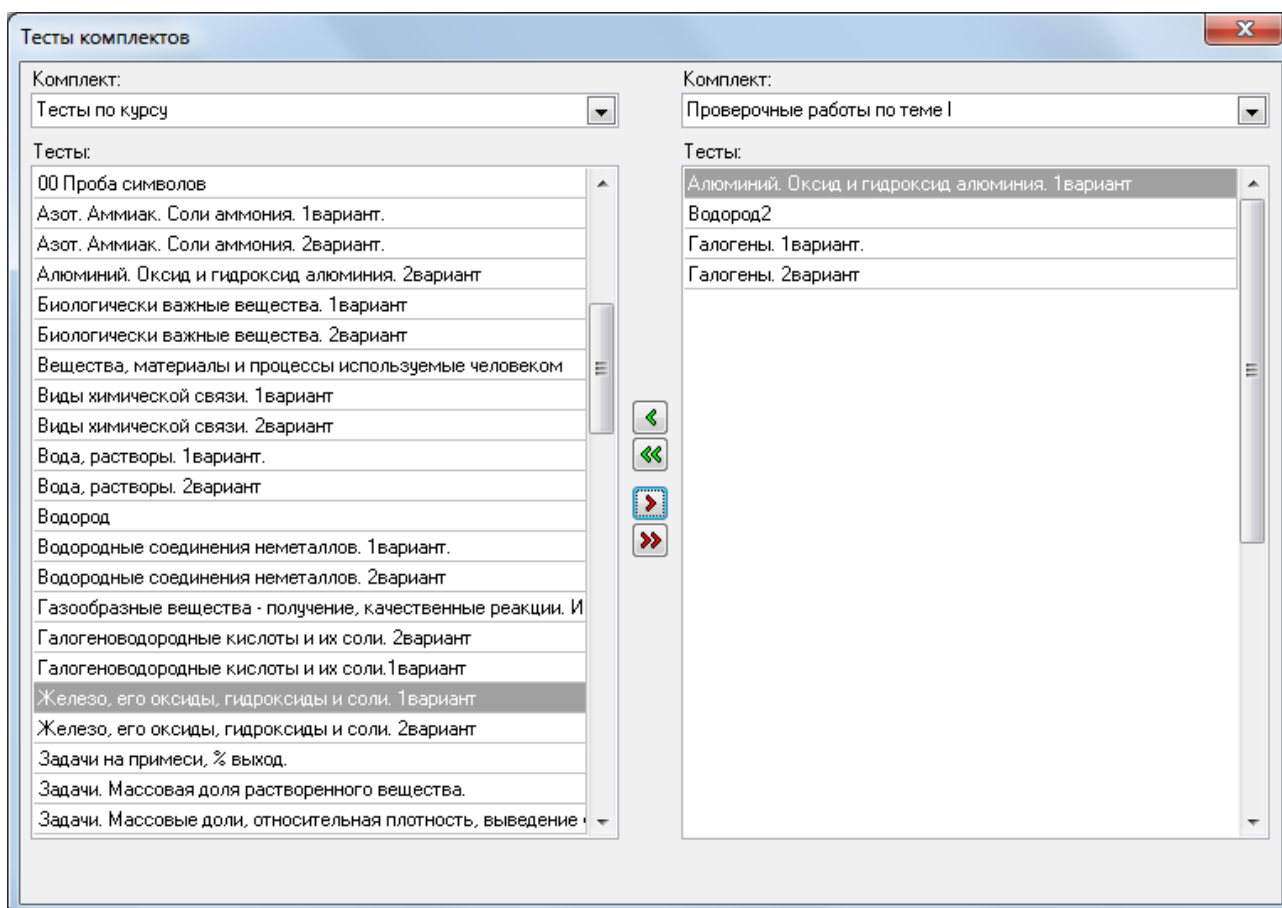 Тесты комплектов
Комплект:
Тесты по курсу
Тесты:
00 Проба символов
Азот. Аммиак. Соли аммония. 1вариант.
Азот. Аммиак. Соли аммония. 2вариант.
Алюминий. Оксид и гидроксид алюминия. 2вариант
Биологически важные вещества. 1вариант
Биологически важные вещества. 2вариант
Вещества, материалы и процессы используемые человеком
Виды химической связи. 1вариант
Виды химической связи. 2вариант
Вода, растворы. 1вариант.
Вода, растворы. 2вариант
Водород
Водородные соединения неметаллов. 1вариант.
Водородные соединения неметаллов. 2вариант
Газообразные вещества - получение, качественные реакции. И
Галогеноводородные кислоты и их соли. 2вариант
Галогеноводородные кислоты и их соли.1вариант
Железо, его оксиды, гидроксиды и соли. 1вариант
Железо, его оксиды, гидроксиды и соли. 2вариант
Задачи на примеси, % выход.
Задачи. Массовая доля растворенного вещества.
Задачи. Массовые доли, относительная плотность, выведение
Комплект:
Проверочные работы по теме I
Тесты:
Алюминий. Оксид и гидроксид алюминия. 1вариант
Водород2
Галогены. 1вариант.
Галогены. 2вариант